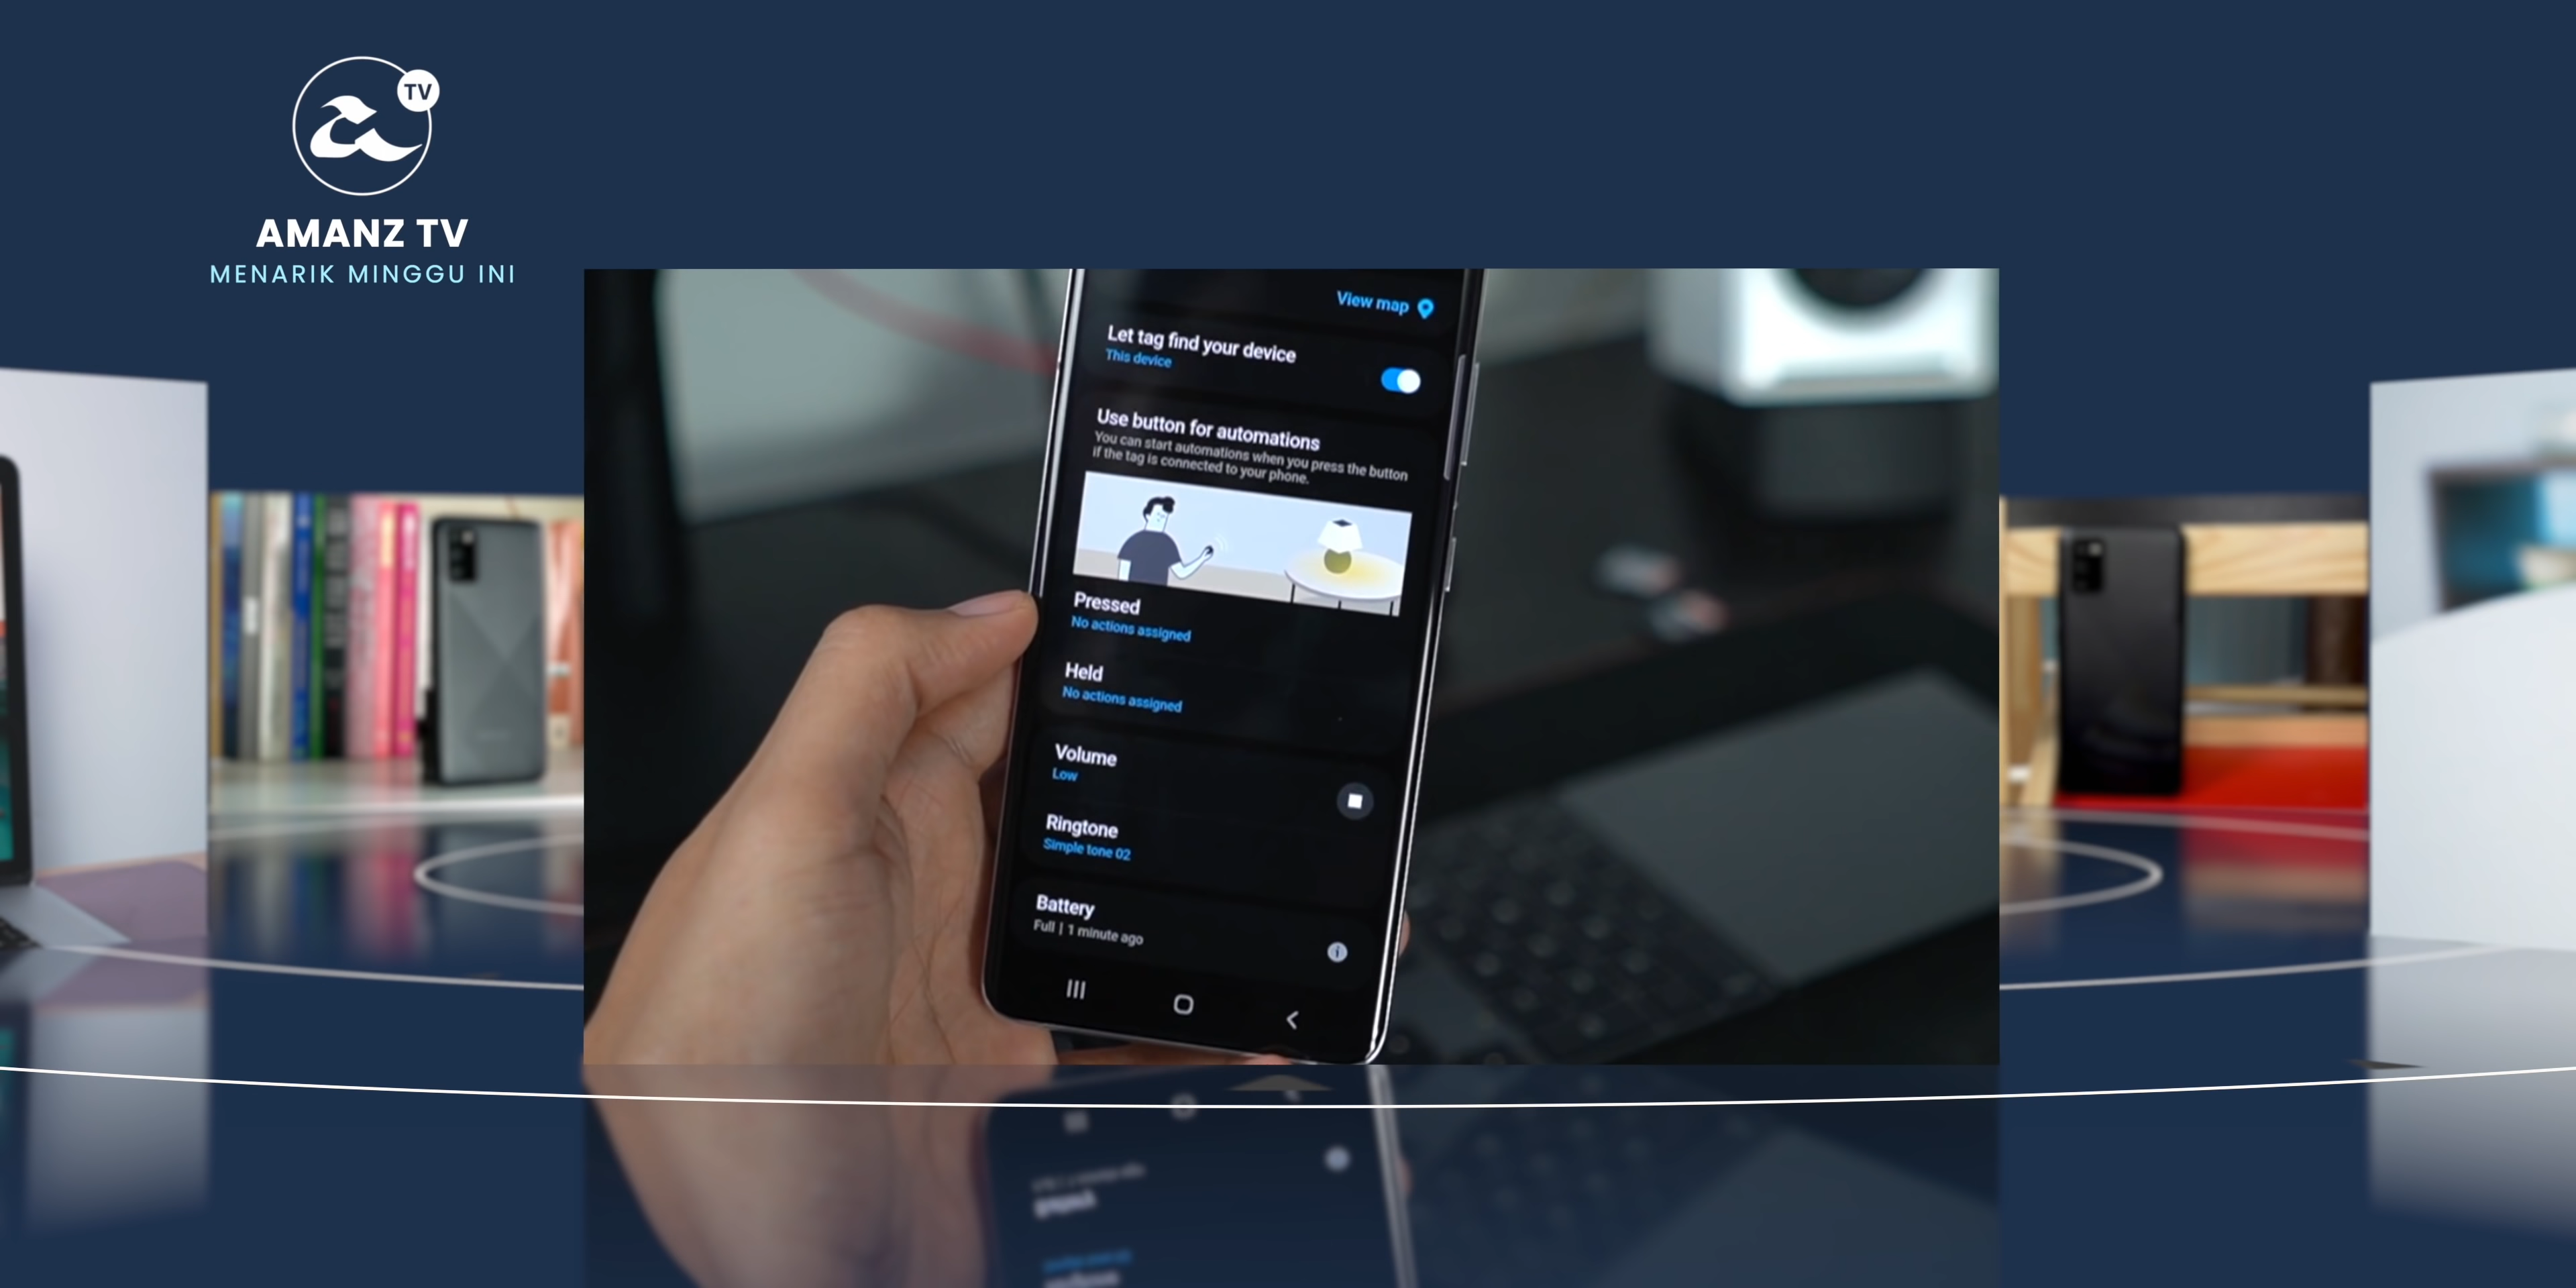 TV
AMANZ TV
MENARIK MINGGU INI
View map
Let tag find your device
This device
Use button for automations
You can start automations when you press the button
if the tag is connected to your phone.
Pressed
No actions assigned
Held
No actions assigned
Volume
Low
Ringtone
Simple tone 02
Battery
Full | 1 minute ago